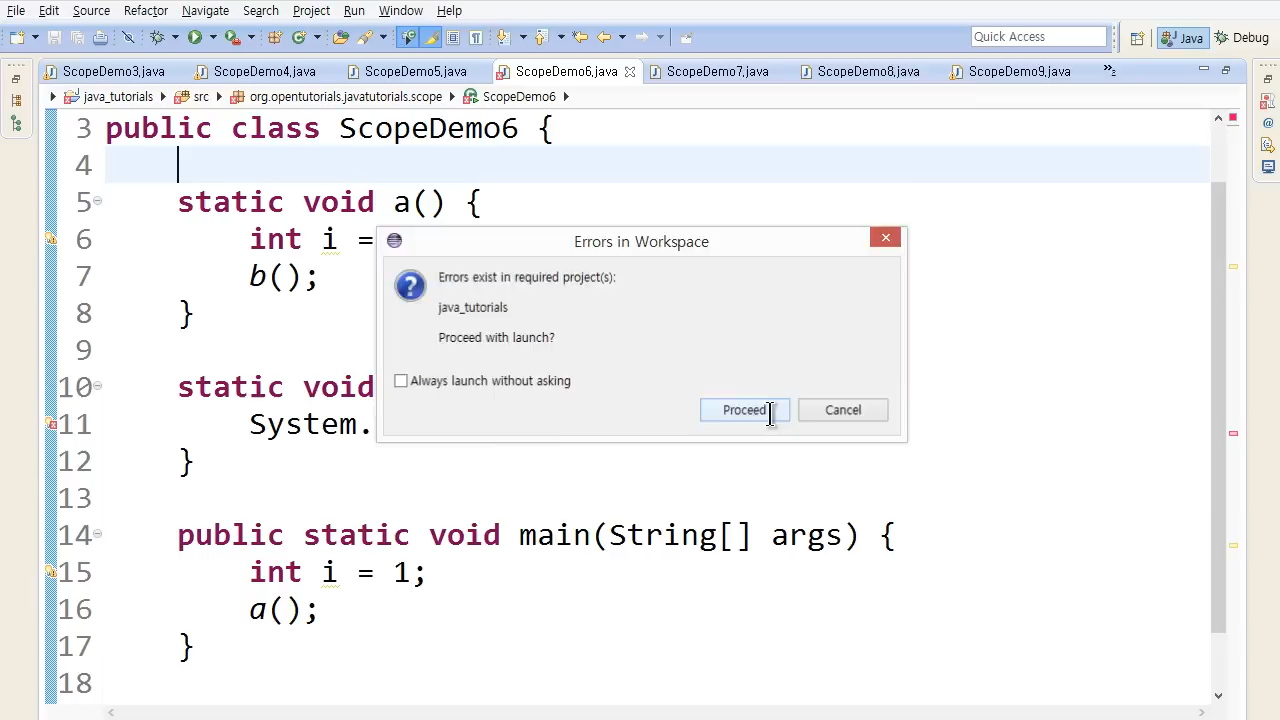 File Edit Source Refactor Navigate Search Project Run Window Help
Quick Access
Java
Debug
ScopeDemo3.java ScopeDemo4.java ScopeDemo5.java ScopeDemo6.java ScopeDemo7.java ScopeDemo8.java ScopeDemo9.java
java_tutorials src org.opentutorials.javatutorials.scope ScopeDemo6
3 public class ScopeDemo6 {
4
5 static void a() {
6 int i =
7 b();
8 }
9
10 static void
11 System.
12 }
13
14 public static void main(String[] args) {
15 int i = 1;
16 a();
17 }
18
Errors in Workspace
Errors exist in required project(s):
java_tutorials
Proceed with launch?
Always launch without asking
Proceed Cancel